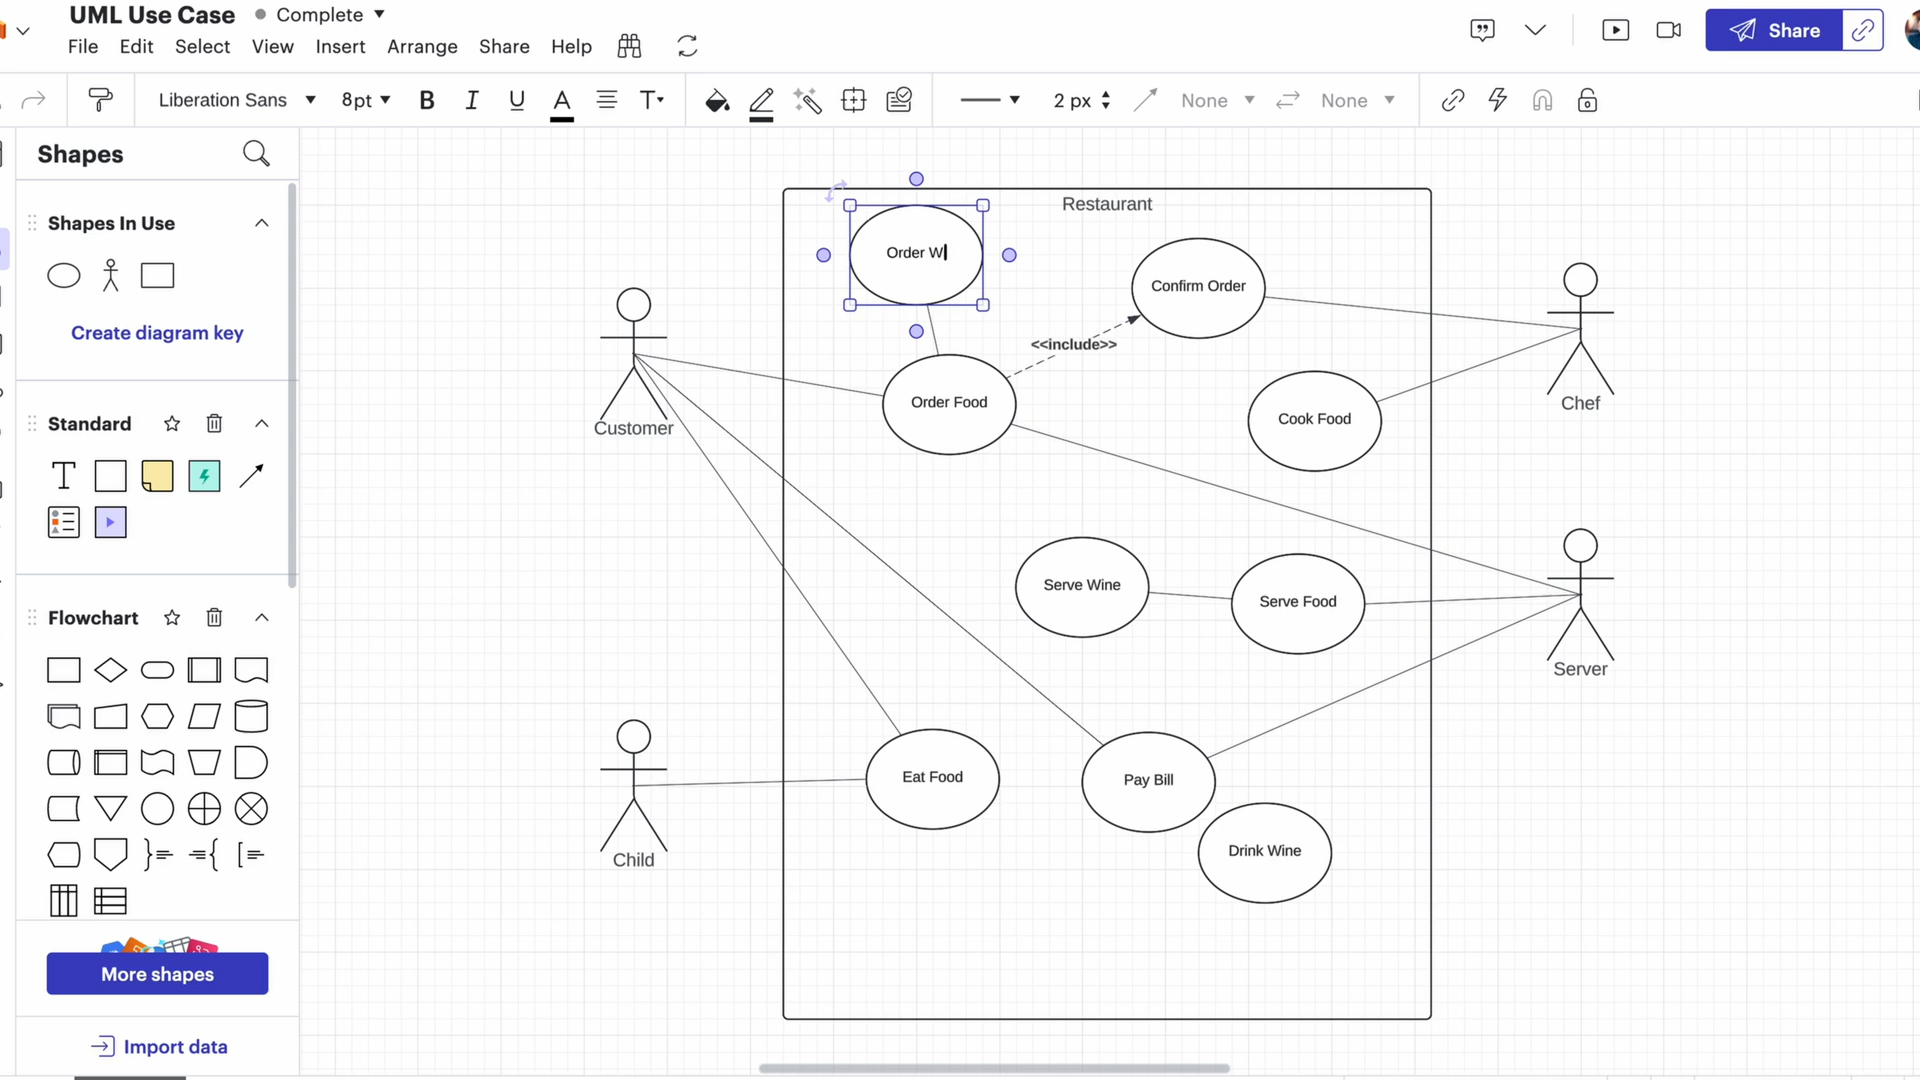 UML Use Case
Complete
File Edit Select View Insert Arrange Share Help
Share
Liberation Sans 8pt B I U A T 2 px None None
Shapes
Shapes In Use
Create diagram key
Standard
T
Flowchart
More shapes
Import data
Restaurant
Order W
Confirm Order
<<include>>
Order Food
Cook Food
Customer
Chef
Serve Wine
Serve Food
Server
Eat Food
Pay Bill
Drink Wine
Child